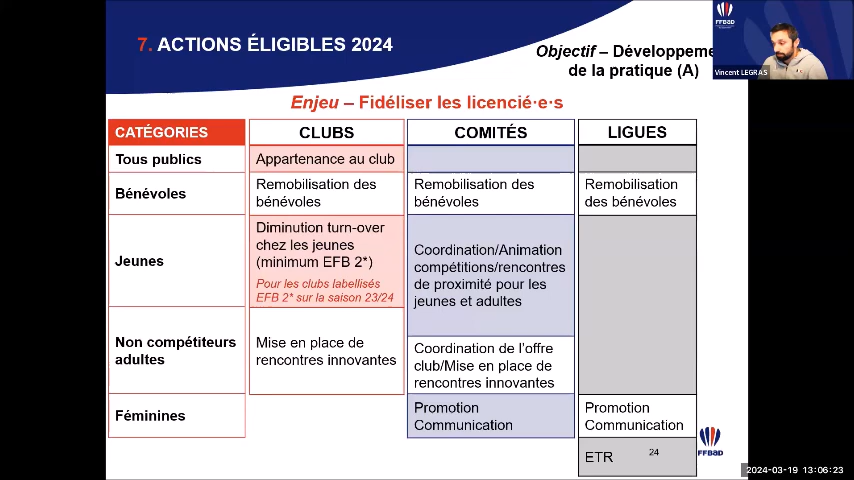 7. ACTIONS ÉLIGIBLES 2024
Objectif – Développeme
de la pratique (A)
FFBaD
Vincent LEGRAS
Enjeu – Fidéliser les licencié·e·s
CATÉGORIES
CLUBS
COMITÉS
LIGUES
Tous publics
Appartenance au club
Bénévoles
Remobilisation des
bénévoles
Remobilisation des
bénévoles
Remobilisation
des bénévoles
Jeunes
Diminution turn-over
chez les jeunes
(minimum EFB 2*)
Pour les clubs labellisés
EFB 2* sur la saison 23/24
Coordination/Animation
compétitions/rencontres
de proximité pour les
jeunes et adultes
Non compétiteurs
adultes
Mise en place de
rencontres innovantes
Coordination de l'offre
club/Mise en place de
rencontres innovantes
Féminines
Promotion
Communication
Promotion
Communication
ETR
24
FFBaD
2024-03-19 13:06:23